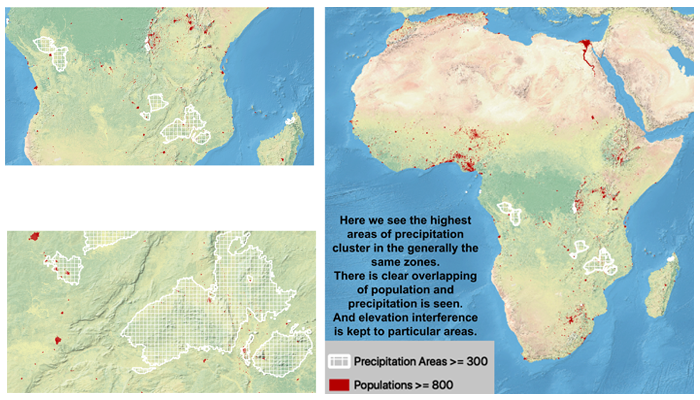 Here we see the highest
areas of precipitation
cluster in the generally the
same zones.
There is clear overlapping
of population and
precipitation is seen.
And elevation interference
is kept to particular areas.
Precipitation Areas >= 300
Populations >= 800